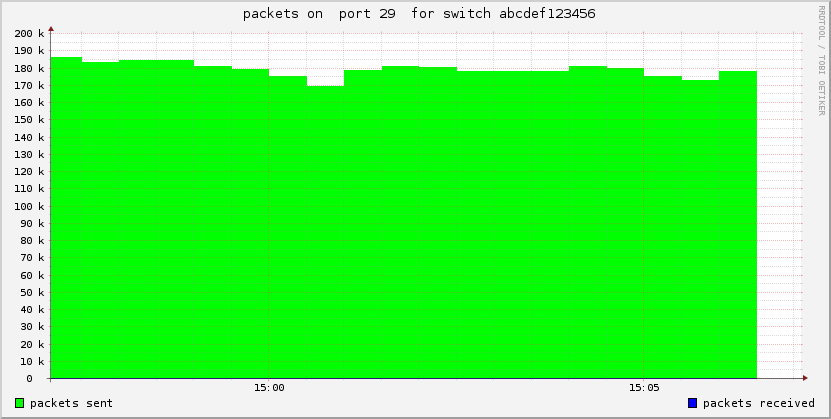 packets on  port 29  for switch abcdef123456
RRDTOOL / TOBI OETIKER
200 k
190 k
180 k
170 k
160 k
150 k
140 k
130 k
120 k
110 k
100 k
90 k
80 k
70 k
60 k
50 k
40 k
30 k
20 k
10 k
0
15:00 15:05
packets sent packets received